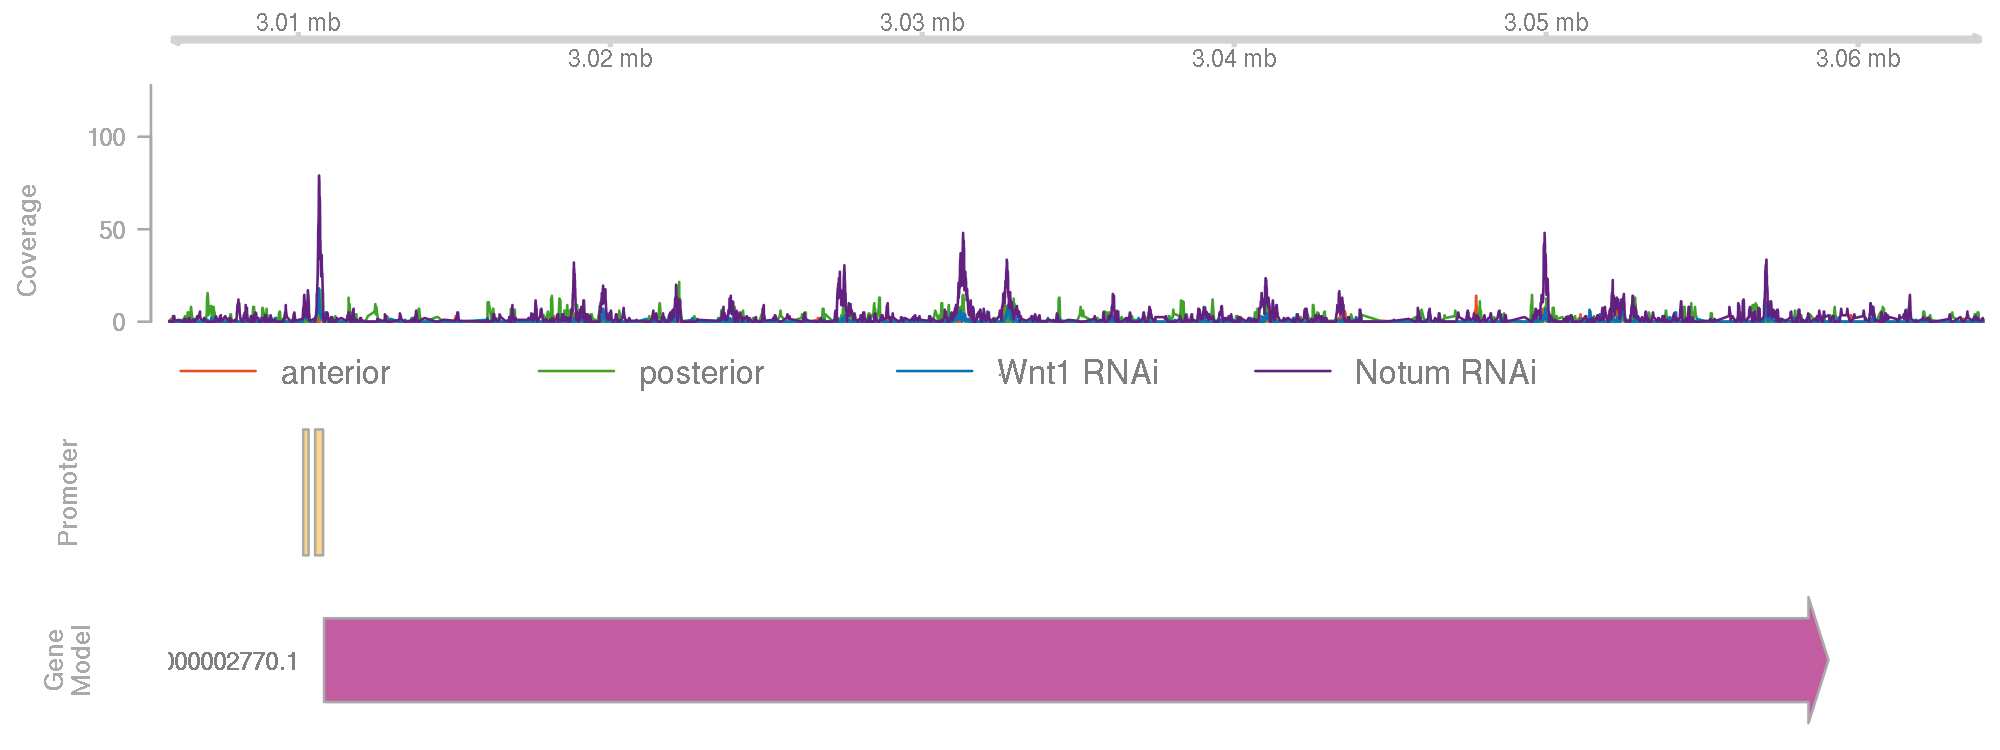 3.01 mb
3.03 mb
3.05 mb
3.02 mb
3.04 mb
3.06 mb
Coverage
100
50
0
anterior
posterior
Wnt1 RNAi
Notum RNAi
Promoter
Gene
Model
000002770.1